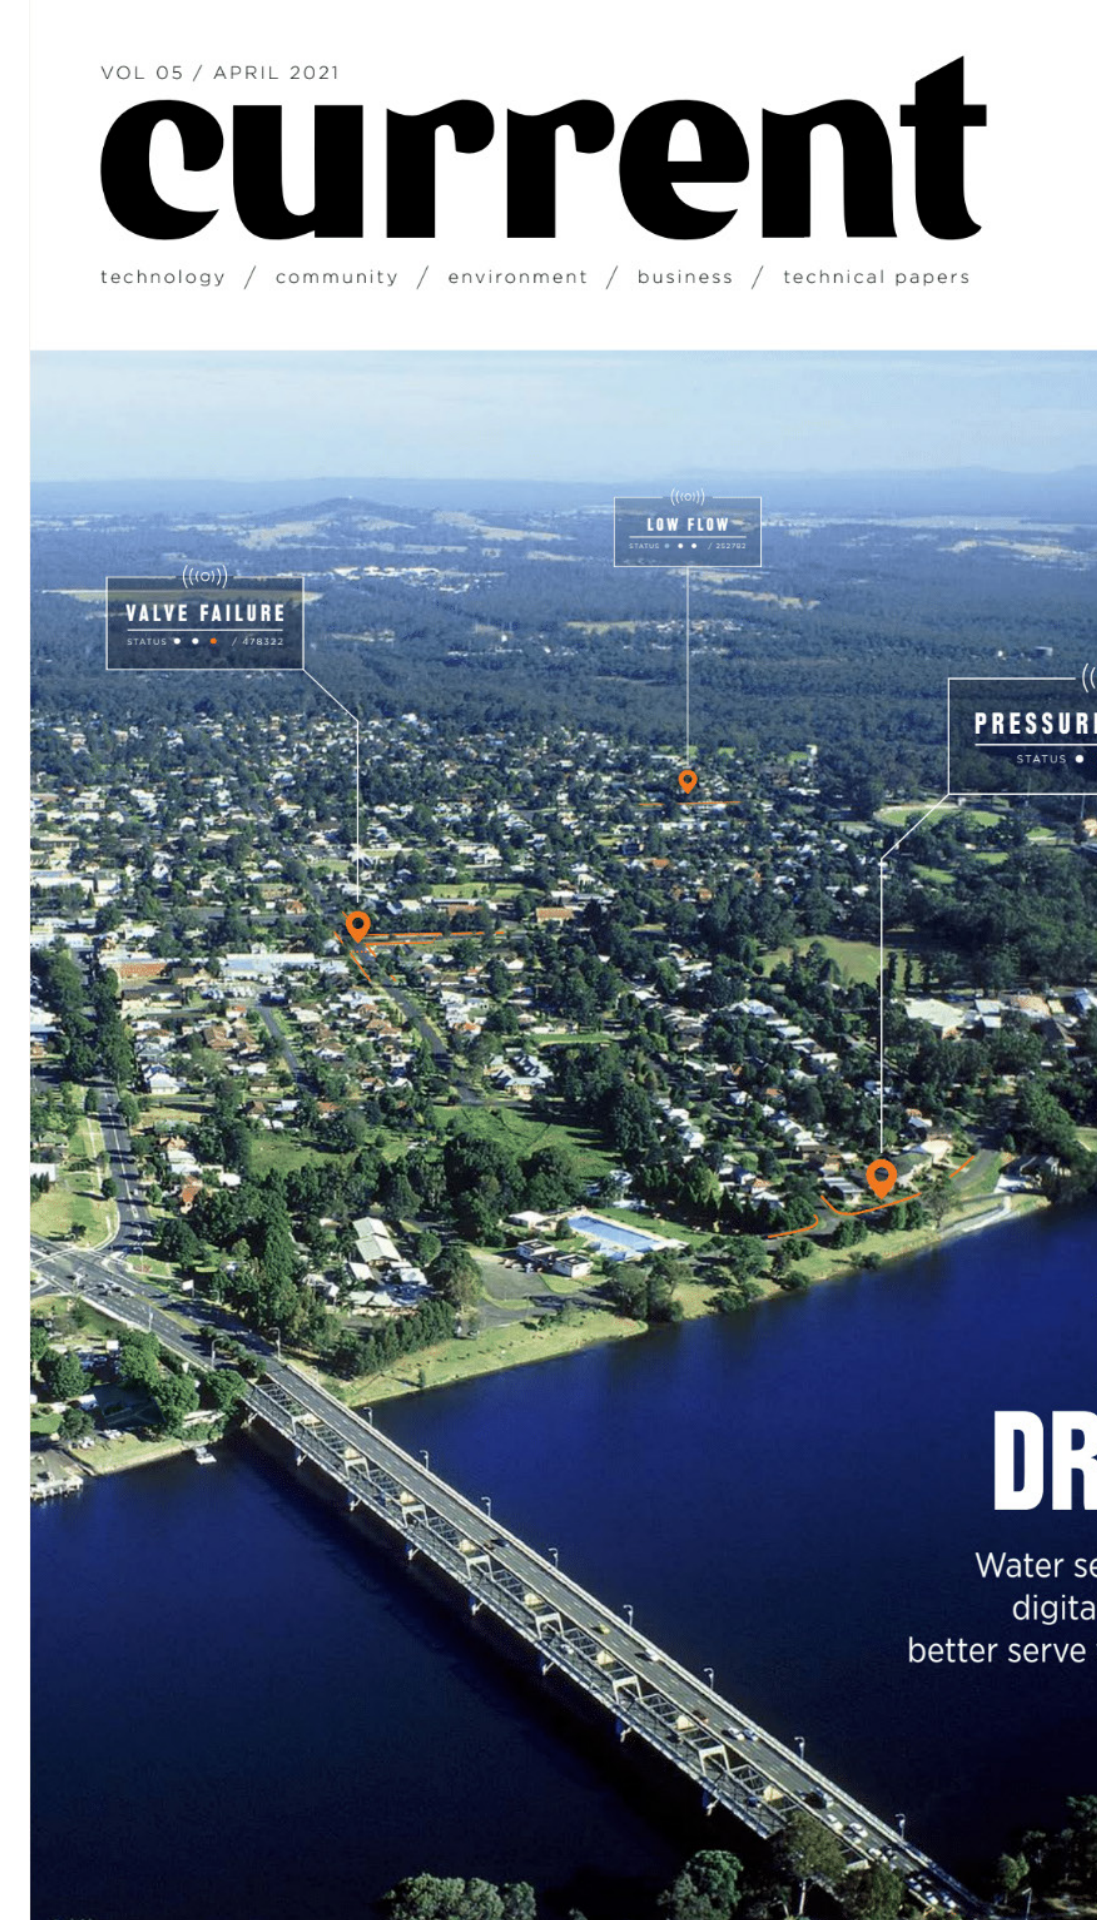 VOL 05 / APRIL 2021
current
technology / community / environment / business / technical papers
LOW FLOW
STATUS / 252782
VALVE FAILURE
STATUS / 478322
PRESSURE
STATUS
DR
Water se
digita
better serve